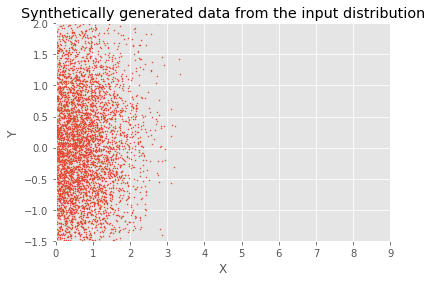 Synthetically generated data from the input distribution
2.0
1.5
1.0
0.5
0.0
−0.5
−1.0
−1.5
Y
0 1 2 3 4 5 6 7 8 9
X